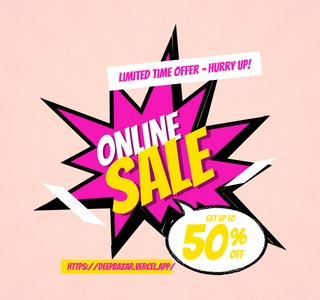 LIMITED TIME OFFER - HURRY UP!
ONLINE
SALE
GET UP TO
50%
OFF
HTTPS://DEEPBAZAR.VERCEL.APP/